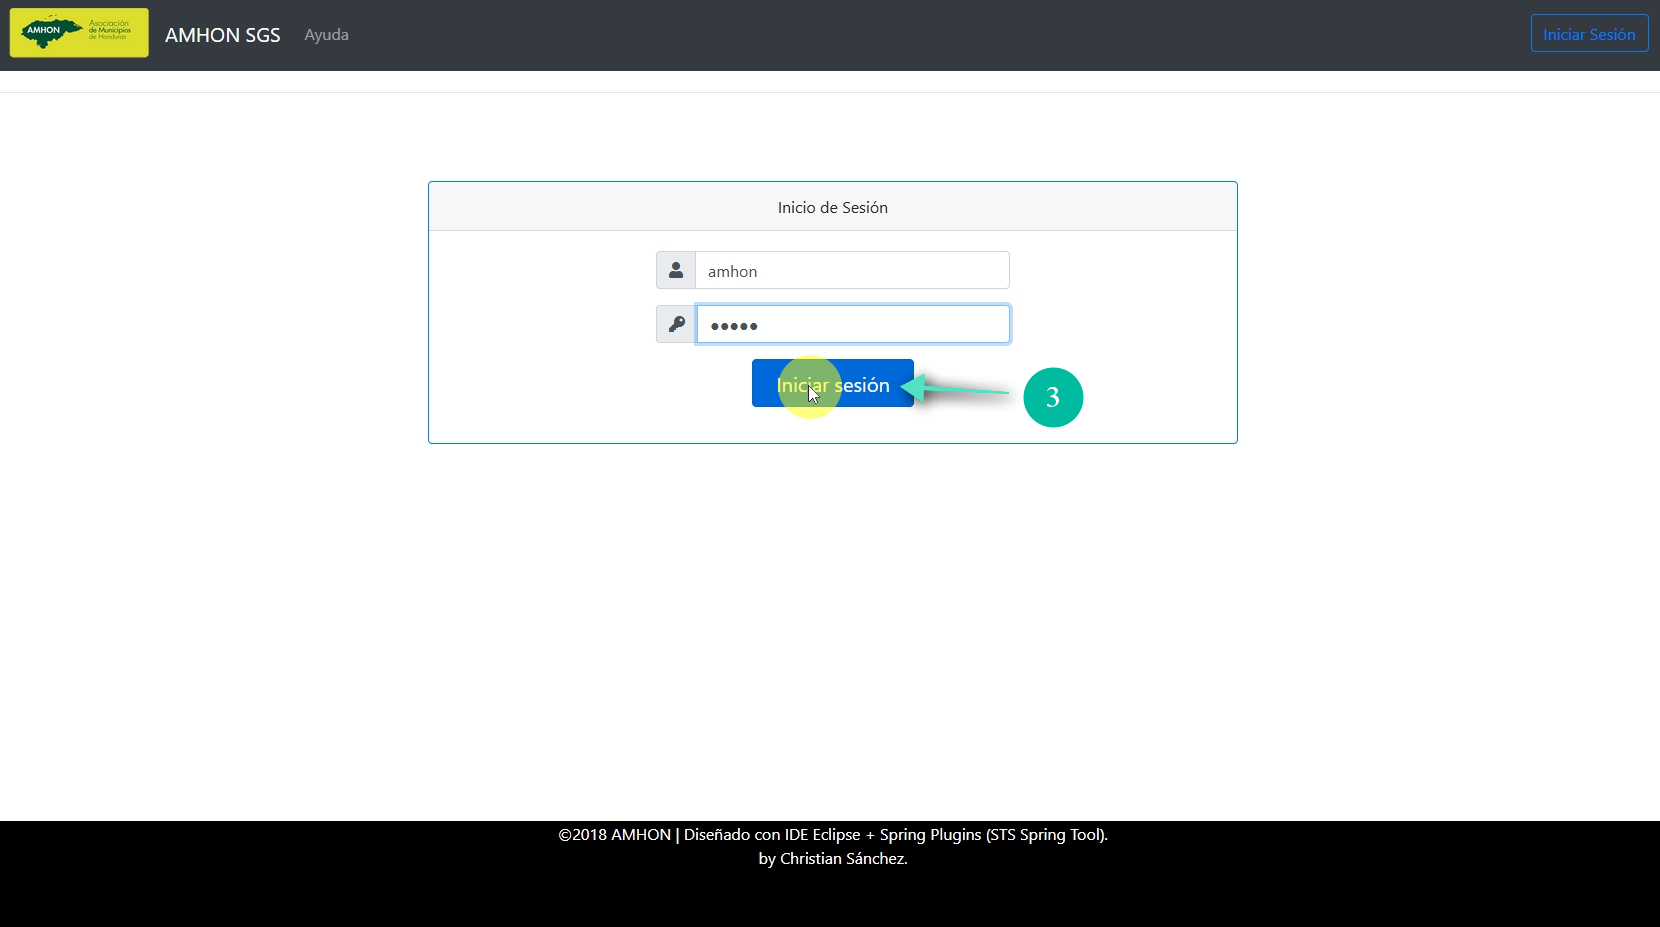 AMHON
Asociación
de Municipios
de Honduras
AMHON SGS
Ayuda
Iniciar Sesión
Inicio de Sesión
amhon
•••••
Iniciar sesión
3
©2018 AMHON | Diseñado con IDE Eclipse + Spring Plugins (STS Spring Tool).
by Christian Sánchez.